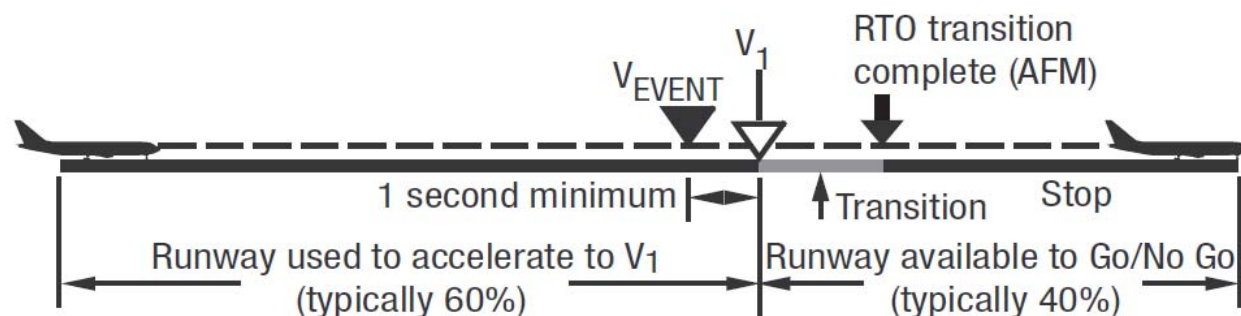 RTO transition
complete (AFM)
V1
VEVENT
1 second minimum
Transition
Stop
Runway used to accelerate to V1
(typically 60%)
Runway available to Go/No Go
(typically 40%)